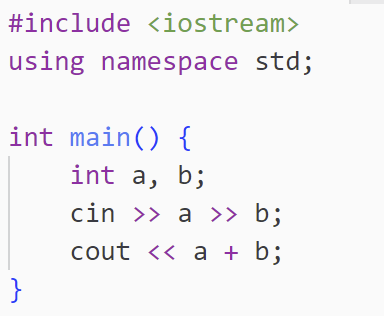 #include <iostream>
using namespace std;

int main() {
    int a, b;
    cin >> a >> b;
    cout << a + b;
}